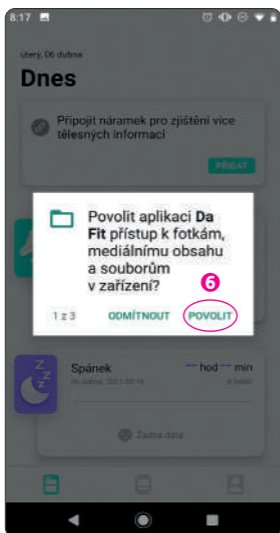 8:17
úterý, 06 dubna
Dnes
Připojit náramek pro zjištění více
tělesných informací
PŘIDAT
Povolit aplikaci Da
Fit přístup k fotkám,
mediálnímu obsahu
a souborům
v zařízení?
6
1 z 3 ODMÍTNOUT POVOLIT
Spánek -- hod -- min
Žádná data